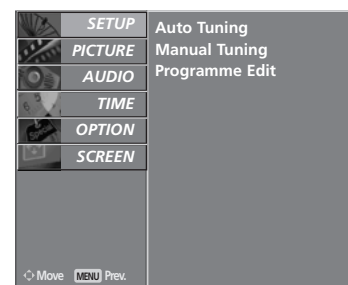 SETUP
PICTURE
AUDIO
TIME
OPTION
SCREEN
Auto Tuning
Manual Tuning
Programme Edit
Move MENU Prev.